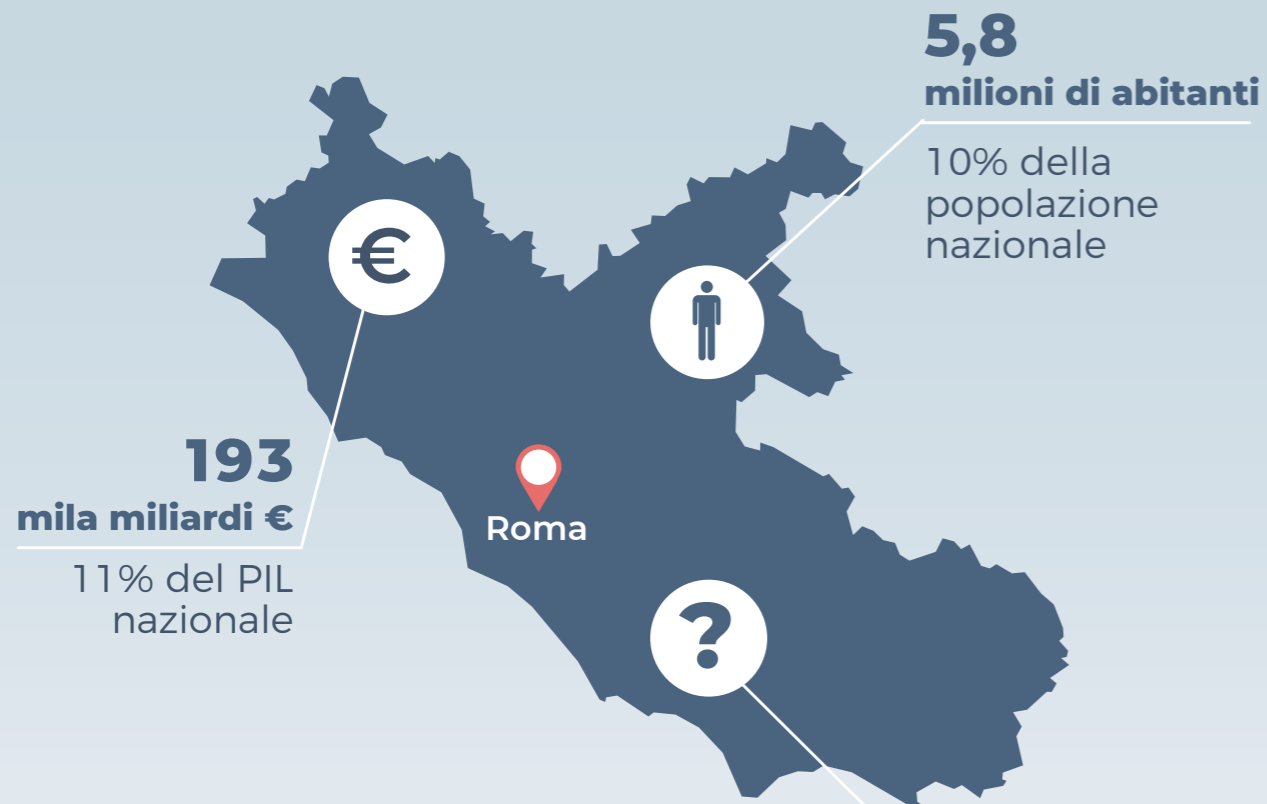 5,8
milioni di abitanti
10% della
popolazione
nazionale
€
193
mila miliardi €
11% del PIL
nazionale
Roma
?